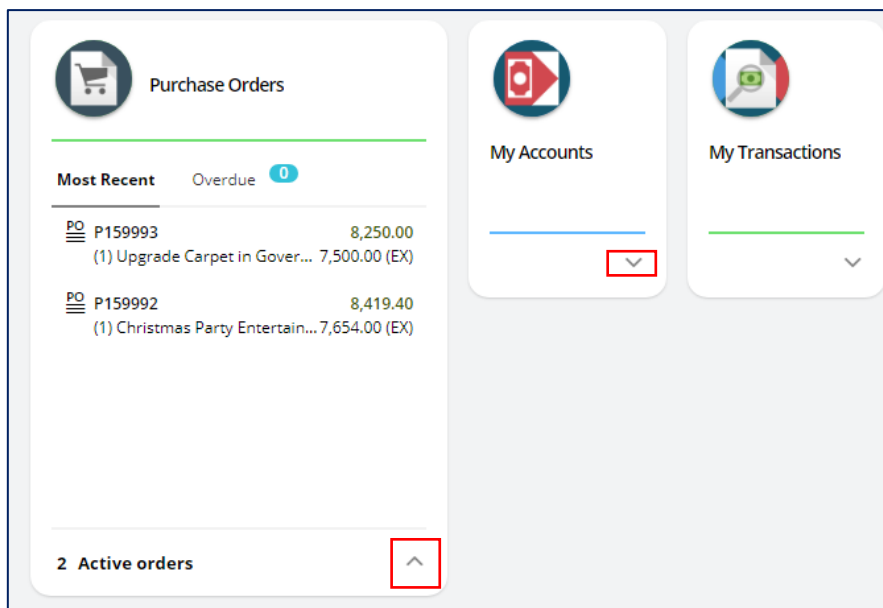 Purchase Orders
Most Recent
Overdue 0
PO P159993 8,250.00
(1) Upgrade Carpet in Gover... 7,500.00 (EX)
PO P159992 8,419.40
(1) Christmas Party Entertain... 7,654.00 (EX)
2 Active orders
My Accounts
My Transactions